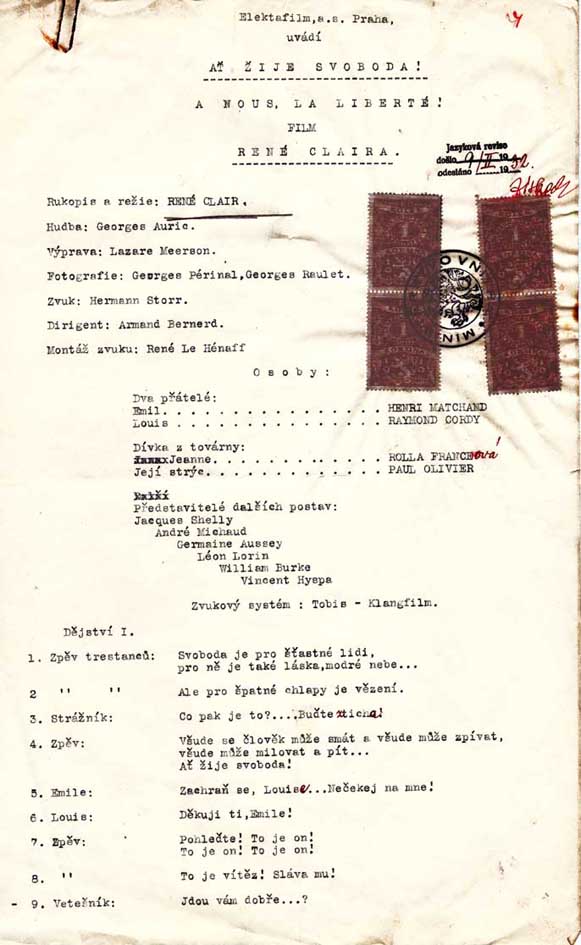 Elektafilm,a.s. Praha,
uvádí
AŤ ŽIJE SVOBODA!
A NOUS, LA LIBERTÉ!
FILM
RENÉ CLAIRA.
Jazyková revise
došlo 9/II 1932.
odesláno ........19
Rukopis a režie: RENÉ CLAIR.
Hudba: Georges Auric.
Výprava: Lazare Meerson.
Fotografie: Georges Périnal,Georges Raulet.
Zvuk: Hermann Storr.
Dirigent: Armand Bernerd.
Montáž zvuku: René Le Hénaff
Osoby:
Dva přátelé:
Emil. . . . . . . . . . . . . . . . . HENRI MATCHAND
Louis . . . . . . . . . . . . . . . . RAYMOND CORDY
Dívka z továrny:
Jeanne. . . . . . . . . . . . . ROLLA FRANCEová
Její strýc. . . . . . . . . . . . . . PAUL OLIVIER
Další
Představitelé dalších postav:
Jacques Shelly
André Michaud
Germaine Aussey
Léon Lorin
William Burke
Vincent Hyspa
Zvukový systém : Tobis - Klangfilm.
Dějství I.
1. Zpěv trestanců: Svoboda je pro šťastné lidi,
pro ně je také láska,modré nebe...
2 " " Ale pro špatné chlapy je vězení.
3. Strážník: Co pak je to?...,Buďte zticha!
4. Zpěv: Všude se člověk může smát a všude může zpívat,
všude může milovat a pít...
Ať žije svoboda!
5. Emile: Zachraň se, Louise...Nečekej na mne!
6. Louis: Děkuji ti,Emile!
7. Zpěv: Pohleďte! To je on!
To je on! To je on!
8. " To je vítěz! Sláva mu!
- 9. Vetešník: Jdou vám dobře...?